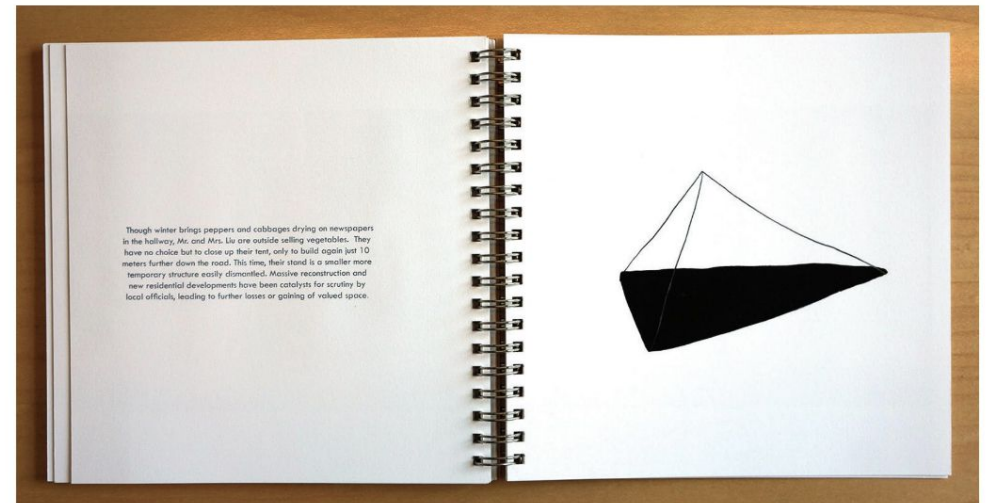 Though winter brings peppers and cabbages drying on newspapers
in the hallway, Mr. and Mrs. Liu are outside selling vegetables. They
have no choice but to close up their tent, only to build again just 10
meters further down the road. This time, their stand is a smaller more
temporary structure easily dismantled. Massive reconstruction and
new residential developments have been catalysts for scrutiny by
local officials, leading to further losses or gaining of valued space.